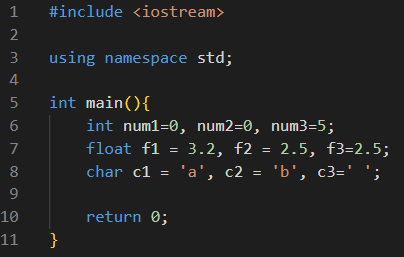 1 #include <iostream>
2
3 using namespace std;
4
5 int main(){
6     int num1=0, num2=0, num3=5;
7     float f1 = 3.2, f2 = 2.5, f3=2.5;
8     char c1 = 'a', c2 = 'b', c3=' ';
9
10     return 0;
11 }